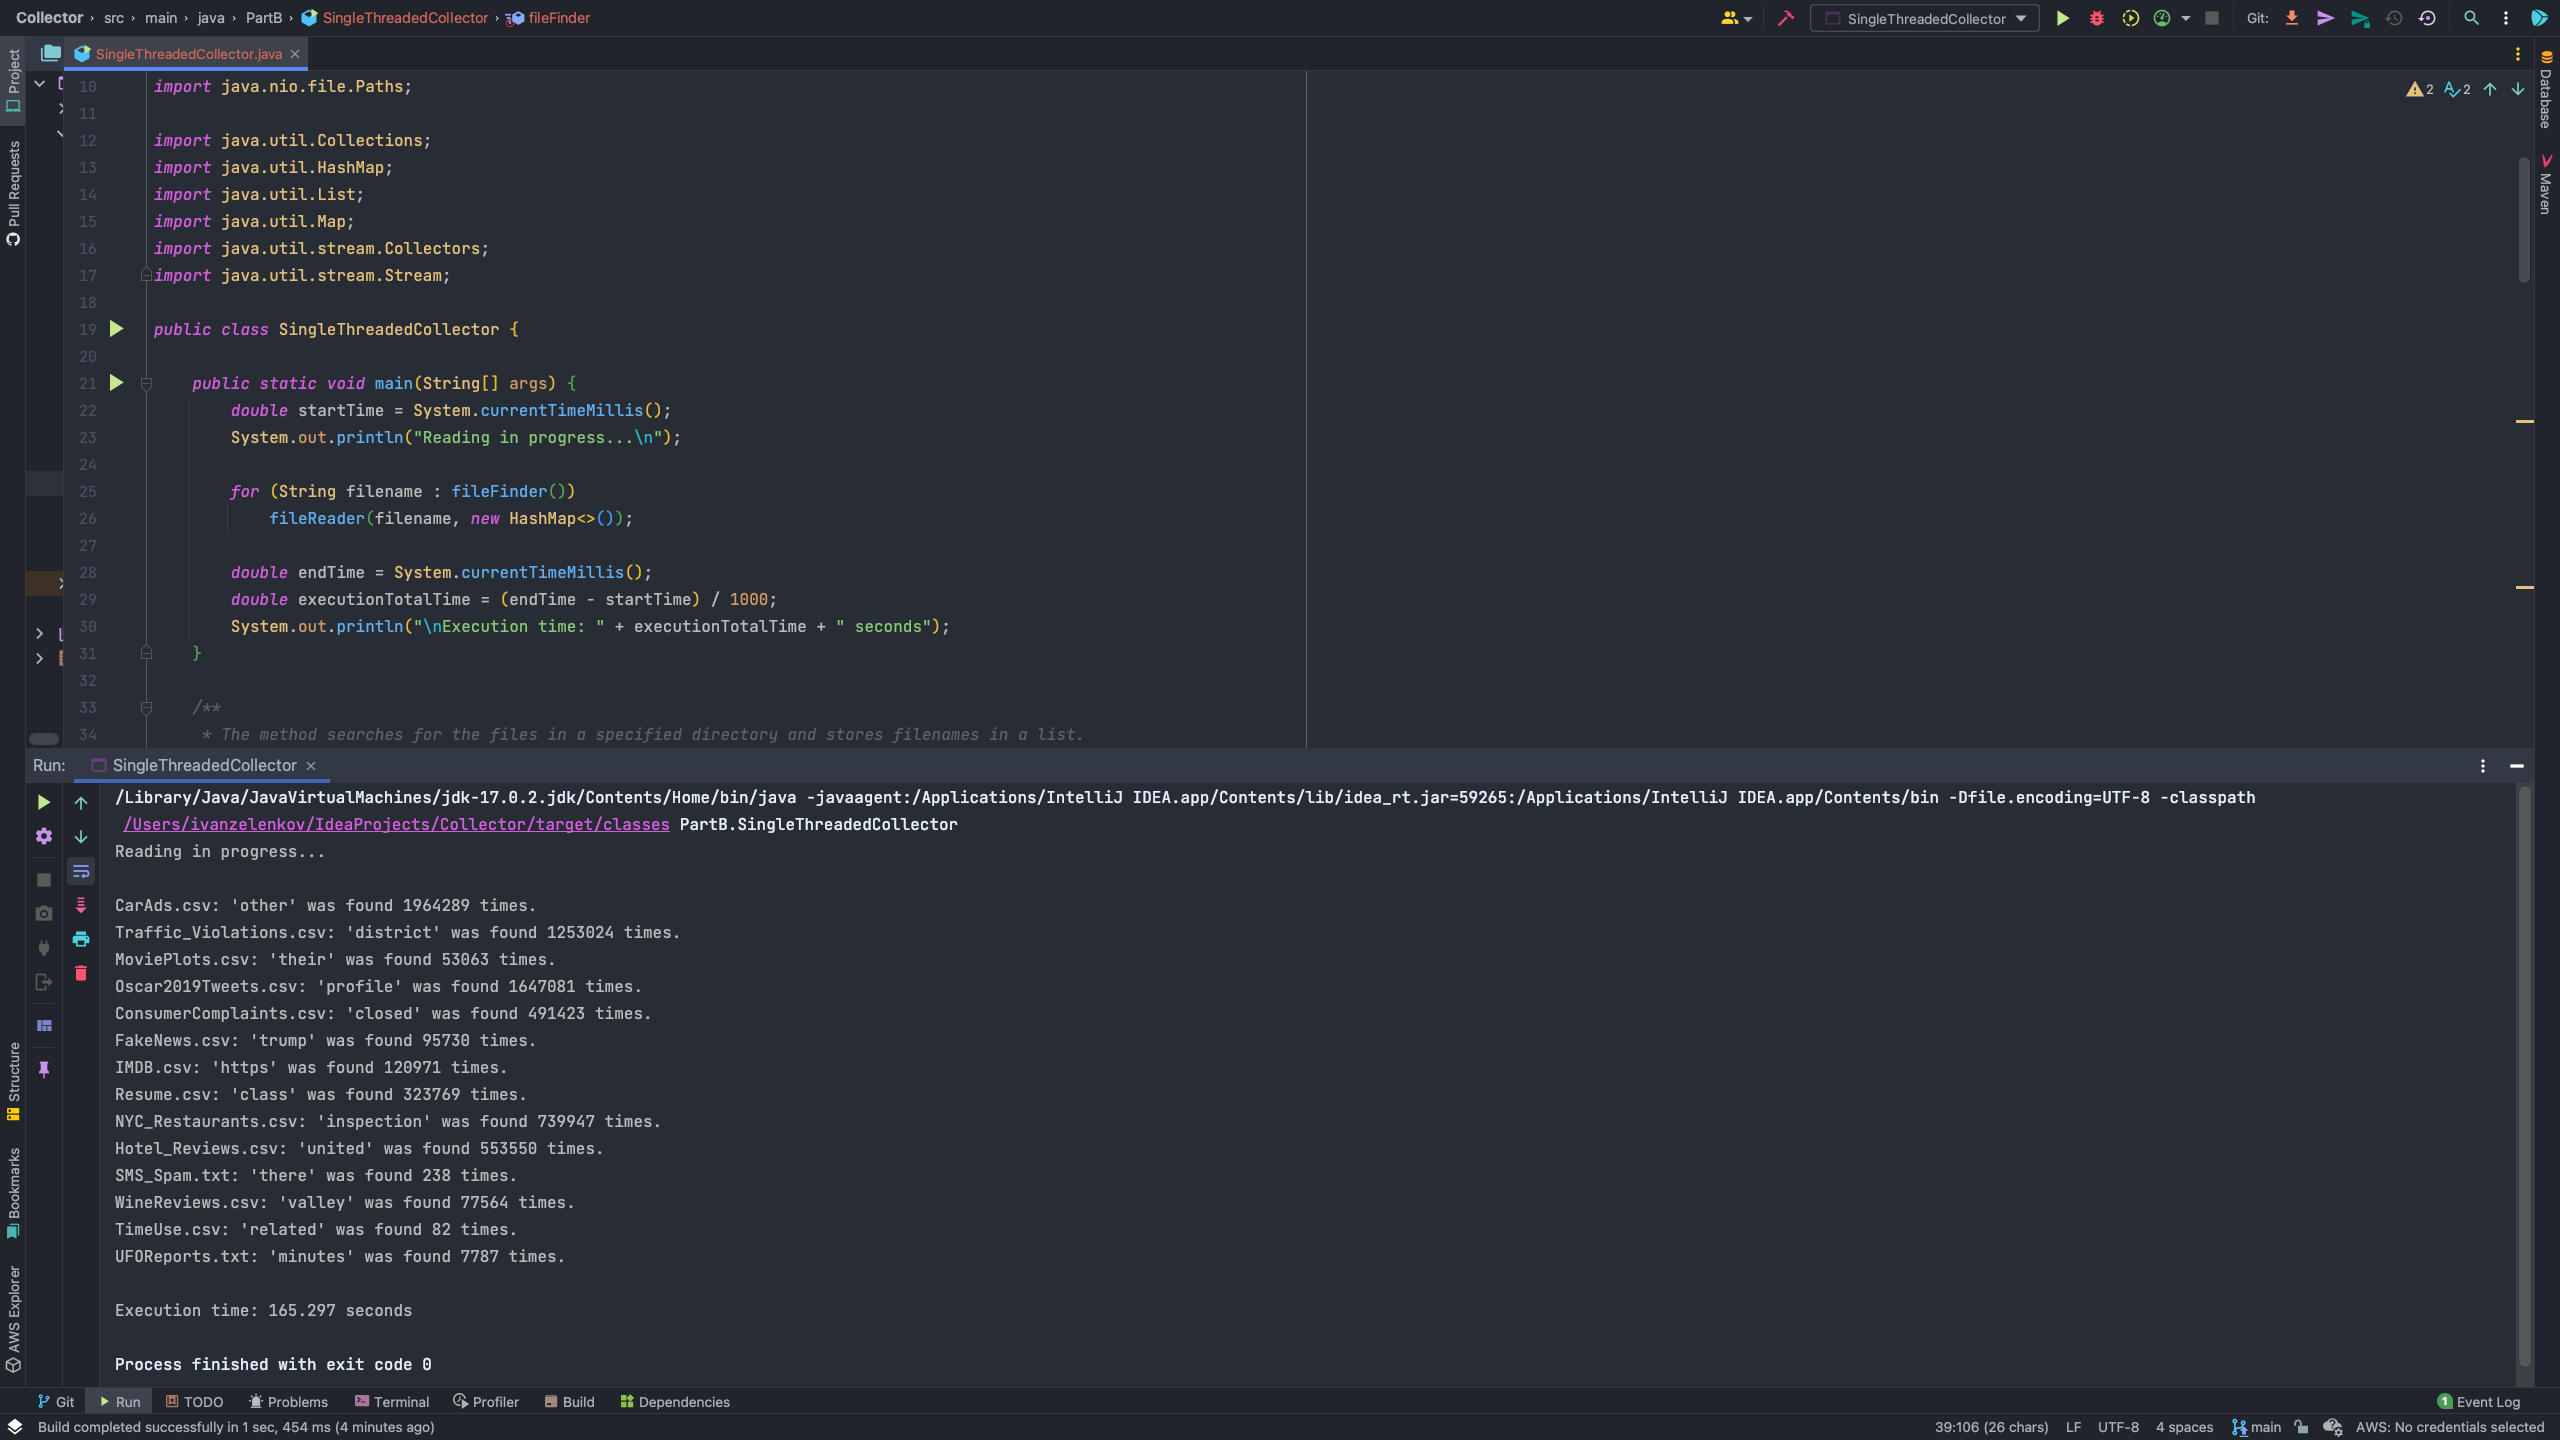 Collector › src › main › java › PartB › SingleThreadedCollector › fileFinder
SingleThreadedCollector
Git:
SingleThreadedCollector.java
Project
Pull Requests
Structure
Bookmarks
AWS Explorer
Database
Maven
2 2
10 import java.nio.file.Paths;
11
12 import java.util.Collections;
13 import java.util.HashMap;
14 import java.util.List;
15 import java.util.Map;
16 import java.util.stream.Collectors;
17 import java.util.stream.Stream;
18
19 public class SingleThreadedCollector {
20
21 public static void main(String[] args) {
22 double startTime = System.currentTimeMillis();
23 System.out.println("Reading in progress...\n");
24
25 for (String filename : fileFinder())
26 fileReader(filename, new HashMap<>());
27
28 double endTime = System.currentTimeMillis();
29 double executionTotalTime = (endTime - startTime) / 1000;
30 System.out.println("\nExecution time: " + executionTotalTime + " seconds");
31 }
32
33 /**
34 * The method searches for the files in a specified directory and stores filenames in a list.
Run: SingleThreadedCollector
/Library/Java/JavaVirtualMachines/jdk-17.0.2.jdk/Contents/Home/bin/java -javaagent:/Applications/IntelliJ IDEA.app/Contents/lib/idea_rt.jar=59265:/Applications/IntelliJ IDEA.app/Contents/bin -Dfile.encoding=UTF-8 -classpath
/Users/ivanzelenkov/IdeaProjects/Collector/target/classes PartB.SingleThreadedCollector
Reading in progress...
CarAds.csv: 'other' was found 1964289 times.
Traffic_Violations.csv: 'district' was found 1253024 times.
MoviePlots.csv: 'their' was found 53063 times.
Oscar2019Tweets.csv: 'profile' was found 1647081 times.
ConsumerComplaints.csv: 'closed' was found 491423 times.
FakeNews.csv: 'trump' was found 95730 times.
IMDB.csv: 'https' was found 120971 times.
Resume.csv: 'class' was found 323769 times.
NYC_Restaurants.csv: 'inspection' was found 739947 times.
Hotel_Reviews.csv: 'united' was found 553550 times.
SMS_Spam.txt: 'there' was found 238 times.
WineReviews.csv: 'valley' was found 77564 times.
TimeUse.csv: 'related' was found 82 times.
UFOReports.txt: 'minutes' was found 7787 times.
Execution time: 165.297 seconds
Process finished with exit code 0
Git Run TODO Problems Terminal Profiler Build Dependencies 1 Event Log
Build completed successfully in 1 sec, 454 ms (4 minutes ago) 39:106 (26 chars) LF UTF-8 4 spaces main AWS: No credentials selected